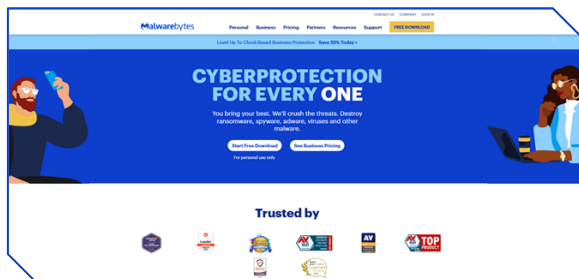 CONTACT US COMPANY SIGN IN
Malwarebytes
Personal Business Pricing Partners Resources Support FREE DOWNLOAD
Level Up To Cloud-Based Business Protection Save 25% Today >
CYBERPROTECTION
FOR EVERY ONE
You bring your best. We'll crush the threats. Destroy
ransomware, spyware, adware, viruses and other
malware.
Start Free Download See Business Pricing
For personal use only
Trusted by
Leader
AV
TOP
PRODUCT